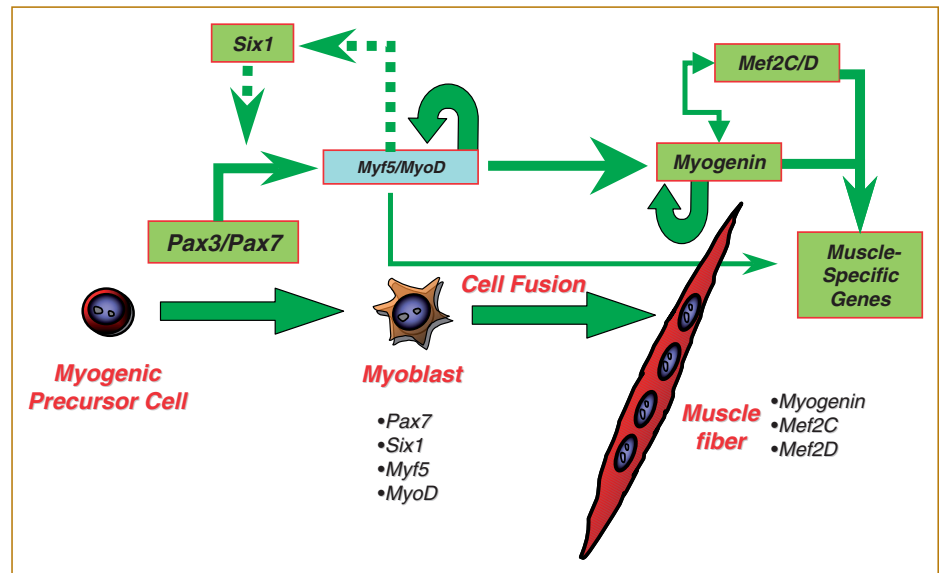 Six1
Mef2C/D
Myf5/MyoD
Myogenin
Pax3/Pax7
Muscle-
Specific
Genes
Cell Fusion
Myogenic
Precursor Cell
Myoblast
•Pax7
•Six1
•Myf5
•MyoD
Muscle
fiber
•Myogenin
•Mef2C
•Mef2D